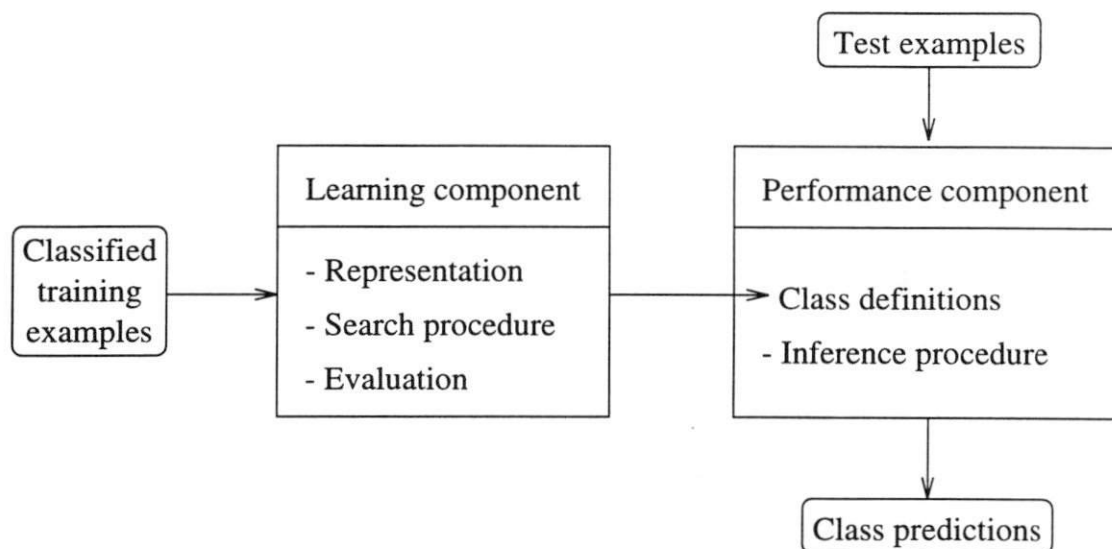 Test examples
Learning component
Performance component
Classified
training
examples
- Representation
- Search procedure
- Evaluation
Class definitions
- Inference procedure
Class predictions